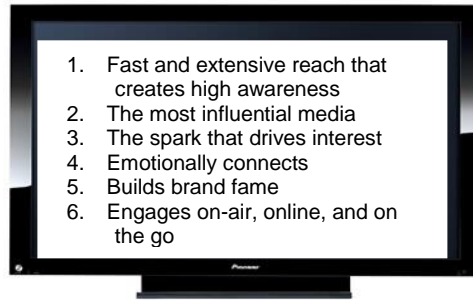 1. Fast and extensive reach that
creates high awareness
2. The most influential media
3. The spark that drives interest
4. Emotionally connects
5. Builds brand fame
6. Engages on-air, online, and on
the go
Pioneer